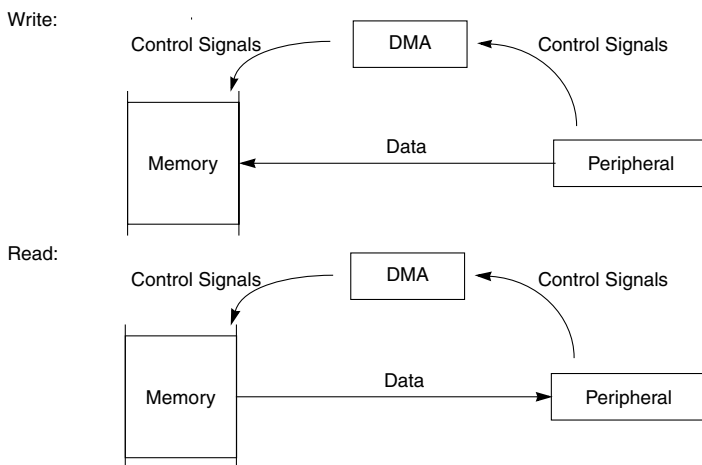 Write:
Control Signals
DMA
Control Signals
Memory
Data
Peripheral
Read:
Control Signals
DMA
Control Signals
Memory
Data
Peripheral